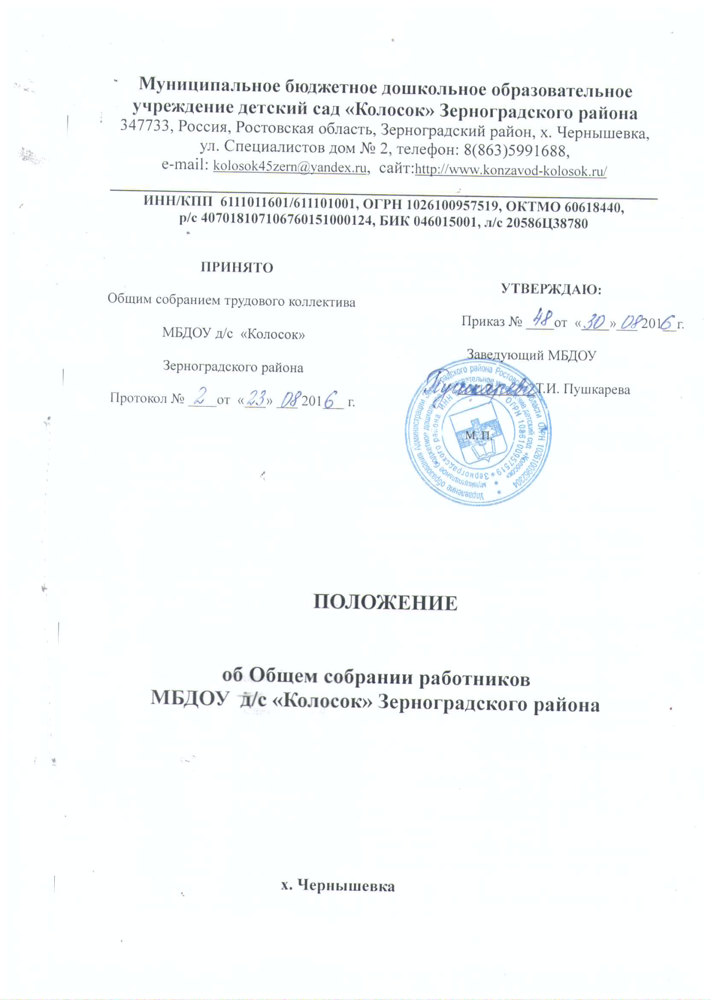 Муниципальное бюджетное дошкольное образовательное
учреждение детский сад «Колосок» Зерноградского района
347733, Россия, Ростовская область, Зерноградский район, х. Чернышевка,
ул. Специалистов дом № 2, телефон: 8(863)5991688,
e-mail: kolosok45zern@yandex.ru,  сайт:http://www.konzavod-kolosok.ru/
ИНН/КПП  6111011601/611101001, ОГРН 1026100957519, ОКТМО 60618440,
р/с 407018107106760151000124, БИК 046015001, л/с 20586Ц38780
ПРИНЯТО
Общим собранием трудового коллектива
МБДОУ д/с  «Колосок»
Зерноградского района
Протокол № 2 от  «23» 08 2016 г.
УТВЕРЖДАЮ:
Приказ № 48 от  «30» 08 2016 г.
Заведующий МБДОУ
Пушкарева Т.И. Пушкарева
М. П.
Управление образования Администрации Зерноградского района Ростовской области ОГРН 1026100962304
муниципальное бюджетное дошкольное образовательное учреждение детский сад «Колосок»
Зерноградского района ИНН ОГРН 1026100957519
ПОЛОЖЕНИЕ
об Общем собрании работников
МБДОУ  д/с «Колосок» Зерноградского района
х. Чернышевка